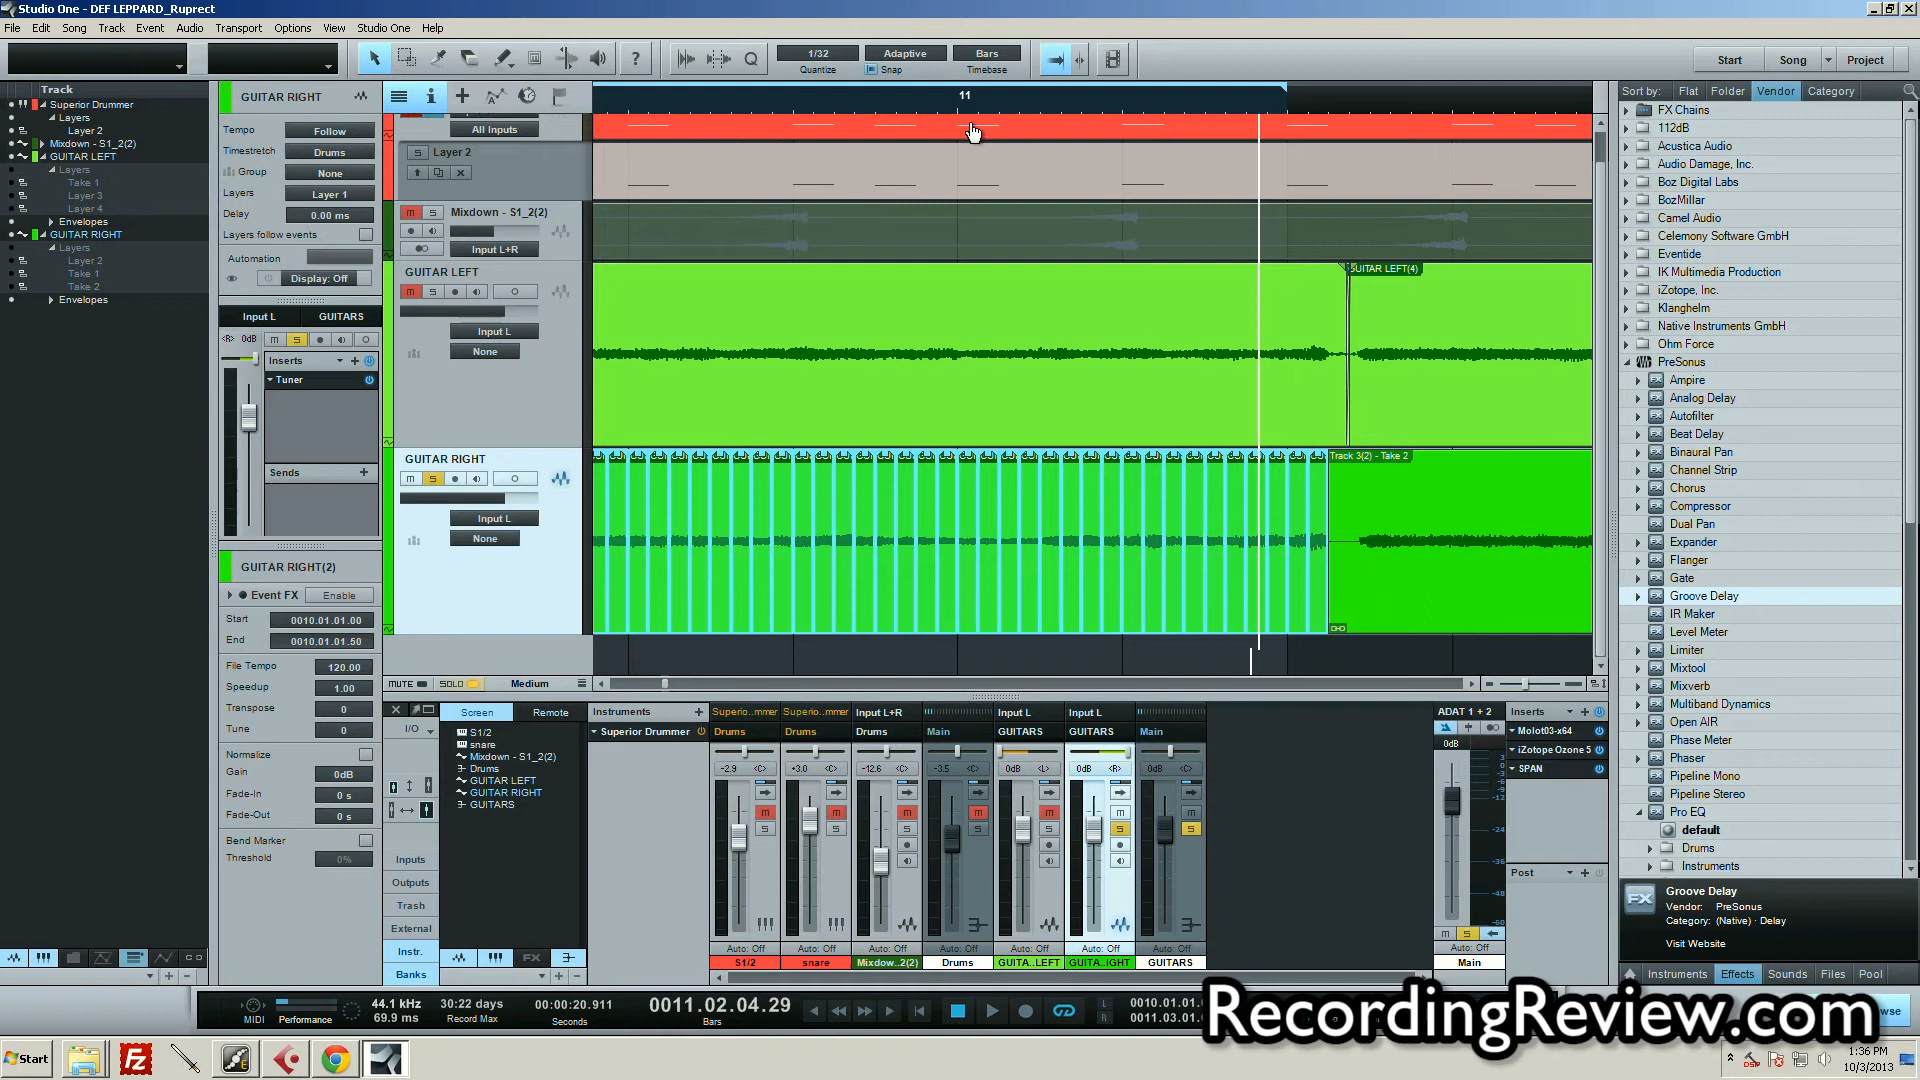 Studio One - DEF LEPPARD_Ruprect
File Edit Song Track Event Audio Transport Options View Studio One Help
1/32 Adaptive Bars
Quantize Snap Timebase
Start Song Project
Track
Superior Drummer
Layers
Layer 2
Mixdown - S1_2(2)
GUITAR LEFT
Layers
Take 1
Layer 3
Layer 4
Envelopes
GUITAR RIGHT
Layers
Layer 2
Take 1
Take 2
Envelopes
GUITAR RIGHT
Tempo Follow
Timestretch Drums
Group None
Layers Layer 1
Delay 0.00 ms
Layers follow events
Automation
Display: Off
Input L GUITARS
<R> 0dB
Inserts
Tuner
Sends
GUITAR RIGHT(2)
Event FX Enable
Start 0010.01.01.00
End 0010.01.01.50
File Tempo 120.00
Speedup 1.00
Transpose 0
Tune 0
Normalize
Gain 0dB
Fade-In 0 s
Fade-Out 0 s
Bend Marker
Threshold 0%
11
All Inputs
Layer 2
Mixdown - S1_2(2)
Input L+R
GUITAR LEFT
Input L
None
GUITAR LEFT(4)
GUITAR RIGHT
Input L
None
Track 3(2) - Take 2
MUTE SOLO Medium
Screen Remote
I/O
S1/2
snare
Mixdown - S1_2(2)
Drums
GUITAR LEFT
GUITAR RIGHT
GUITARS
Inputs
Outputs
Trash
External
Instr.
Banks
Instruments
Superior Drummer
Superio..mmer Superio..mmer Input L+R Input L Input L
Drums Drums Drums Main GUITARS GUITARS Main
-2.9 <C> +3.0 <C> -12.6 <C> -3.5 <C> 0dB <L> 0dB <R> 0dB <C>
Auto: Off Auto: Off Auto: Off Auto: Off Auto: Off Auto: Off Auto: Off
S1/2 snare Mixdow..2(2) Drums GUITA..LEFT GUITA..IGHT GUITARS
ADAT 1 + 2
0dB
Auto: Off
Main
Inserts
Molot03-x64
iZotope Ozone 5
SPAN
Post
Sort by: Flat Folder Vendor Category
FX Chains
112dB
Acustica Audio
Audio Damage, Inc.
Boz Digital Labs
BozMillar
Camel Audio
Celemony Software GmbH
Eventide
IK Multimedia Production
iZotope, Inc.
Klanghelm
Native Instruments GmbH
Ohm Force
PreSonus
Ampire
Analog Delay
Autofilter
Beat Delay
Binaural Pan
Channel Strip
Chorus
Compressor
Dual Pan
Expander
Flanger
Gate
Groove Delay
IR Maker
Level Meter
Limiter
Mixtool
Mixverb
Multiband Dynamics
Open AIR
Phase Meter
Phaser
Pipeline Mono
Pipeline Stereo
Pro EQ
default
Drums
Instruments
FX
Groove Delay
Vendor: PreSonus
Category: (Native) · Delay
Visit Website
Instruments Effects Sounds Files Pool
MIDI Performance
44.1 kHz
69.9 ms
30:22 days
Record Max
00:00:20.911
Seconds
0011.02.04.29
Bars
L 0010.01.01.0
R 0011.03.01.0
RecordingReview.com
Start
1:36 PM
10/3/2013